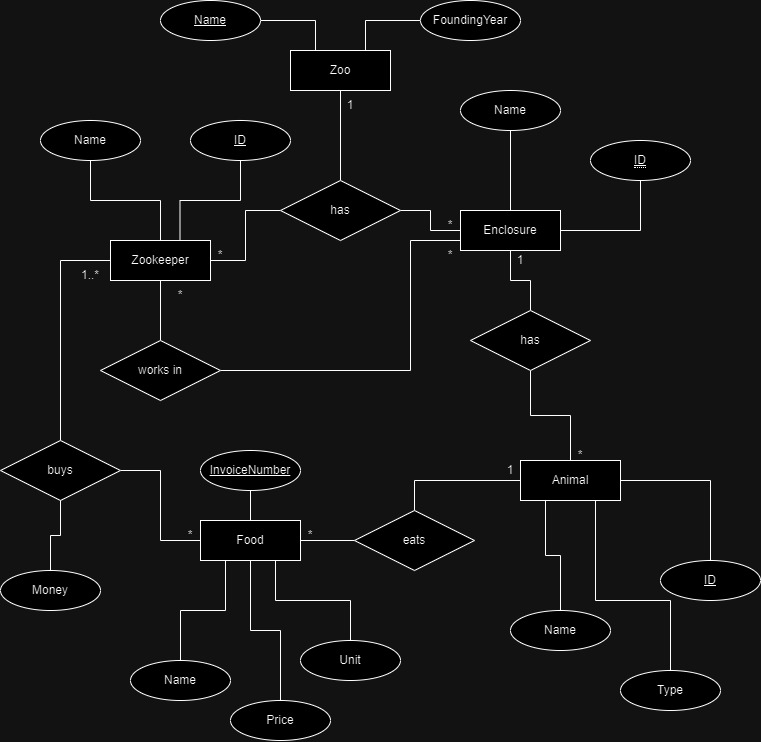 Name
FoundingYear
Zoo
1
Name
Name
ID
ID
has
*
Enclosure
*
Zookeeper
*
1
1..*
*
has
works in
*
buys
InvoiceNumber
1
Animal
*
Food
*
eats
Money
ID
Name
Unit
Name
Type
Price